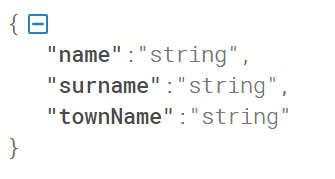 {
"name":"string",
"surname":"string",
"townName":"string"
}